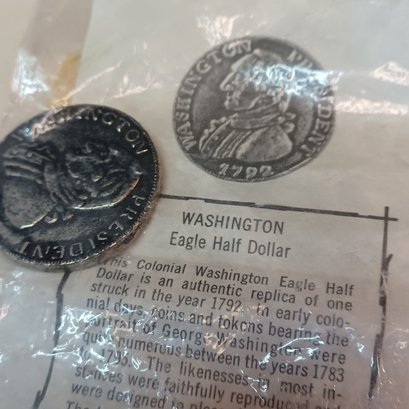 WASHINGTON PRESIDENT
1792
WASHINGTON PRESIDENT
WASHINGTON
Eagle Half Dollar
This Colonial Washington Eagle Half
Dollar is an authentic replica of one
struck in the year 1792. In early colo-
nial days, coins and tokens bearing the
portrait of George Washington were
quite numerous between the years 1783
to 1795. The likenesses in most in-
stances were faithfully reproduced
were designed to